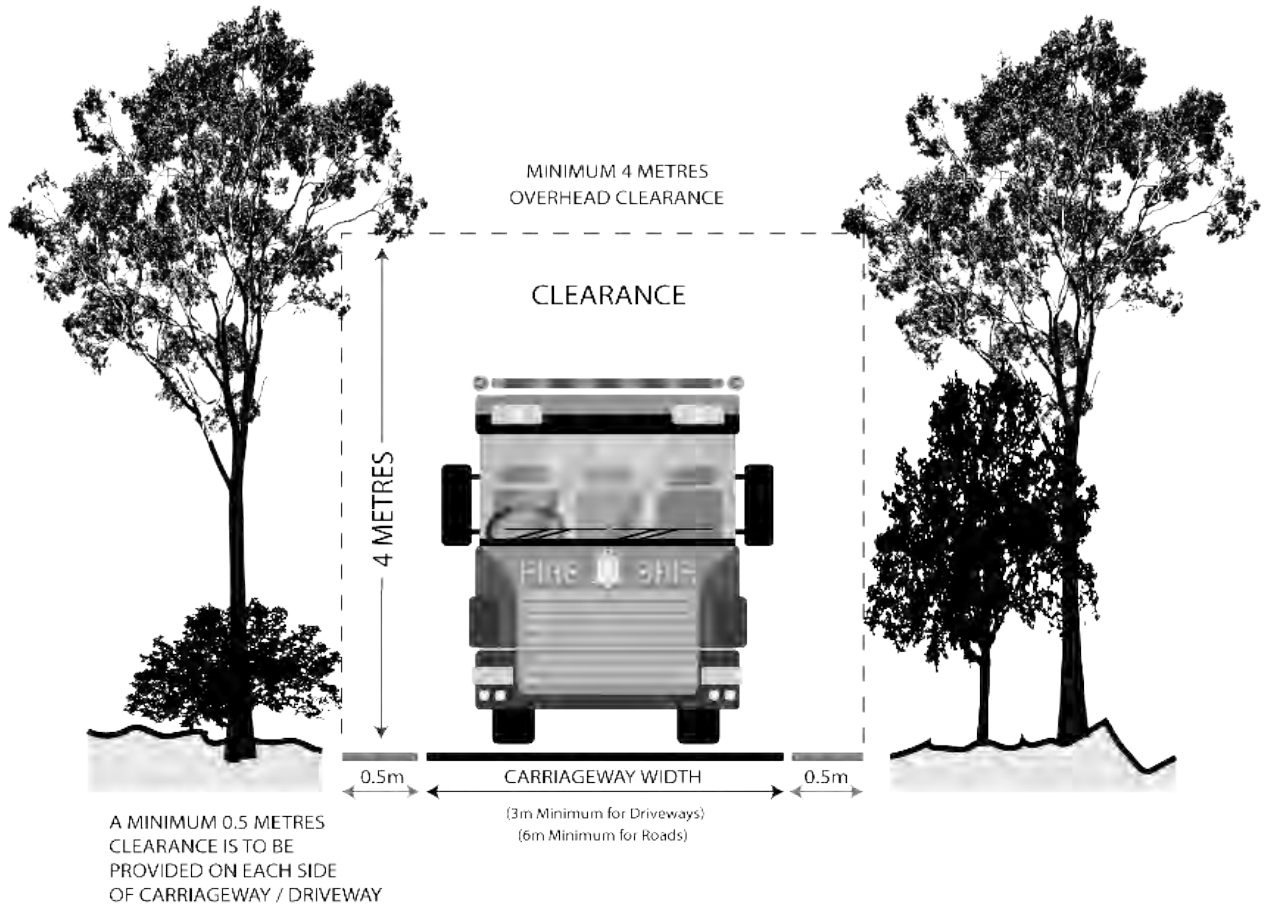 MINIMUM 4 METRES
OVERHEAD CLEARANCE
CLEARANCE
4 METRES
0.5m
CARRIAGEWAY WIDTH
0.5m
(3m Minimum for Driveways)
(6m Minimum for Roads)
A MINIMUM 0.5 METRES
CLEARANCE IS TO BE
PROVIDED ON EACH SIDE
OF CARRIAGEWAY / DRIVEWAY